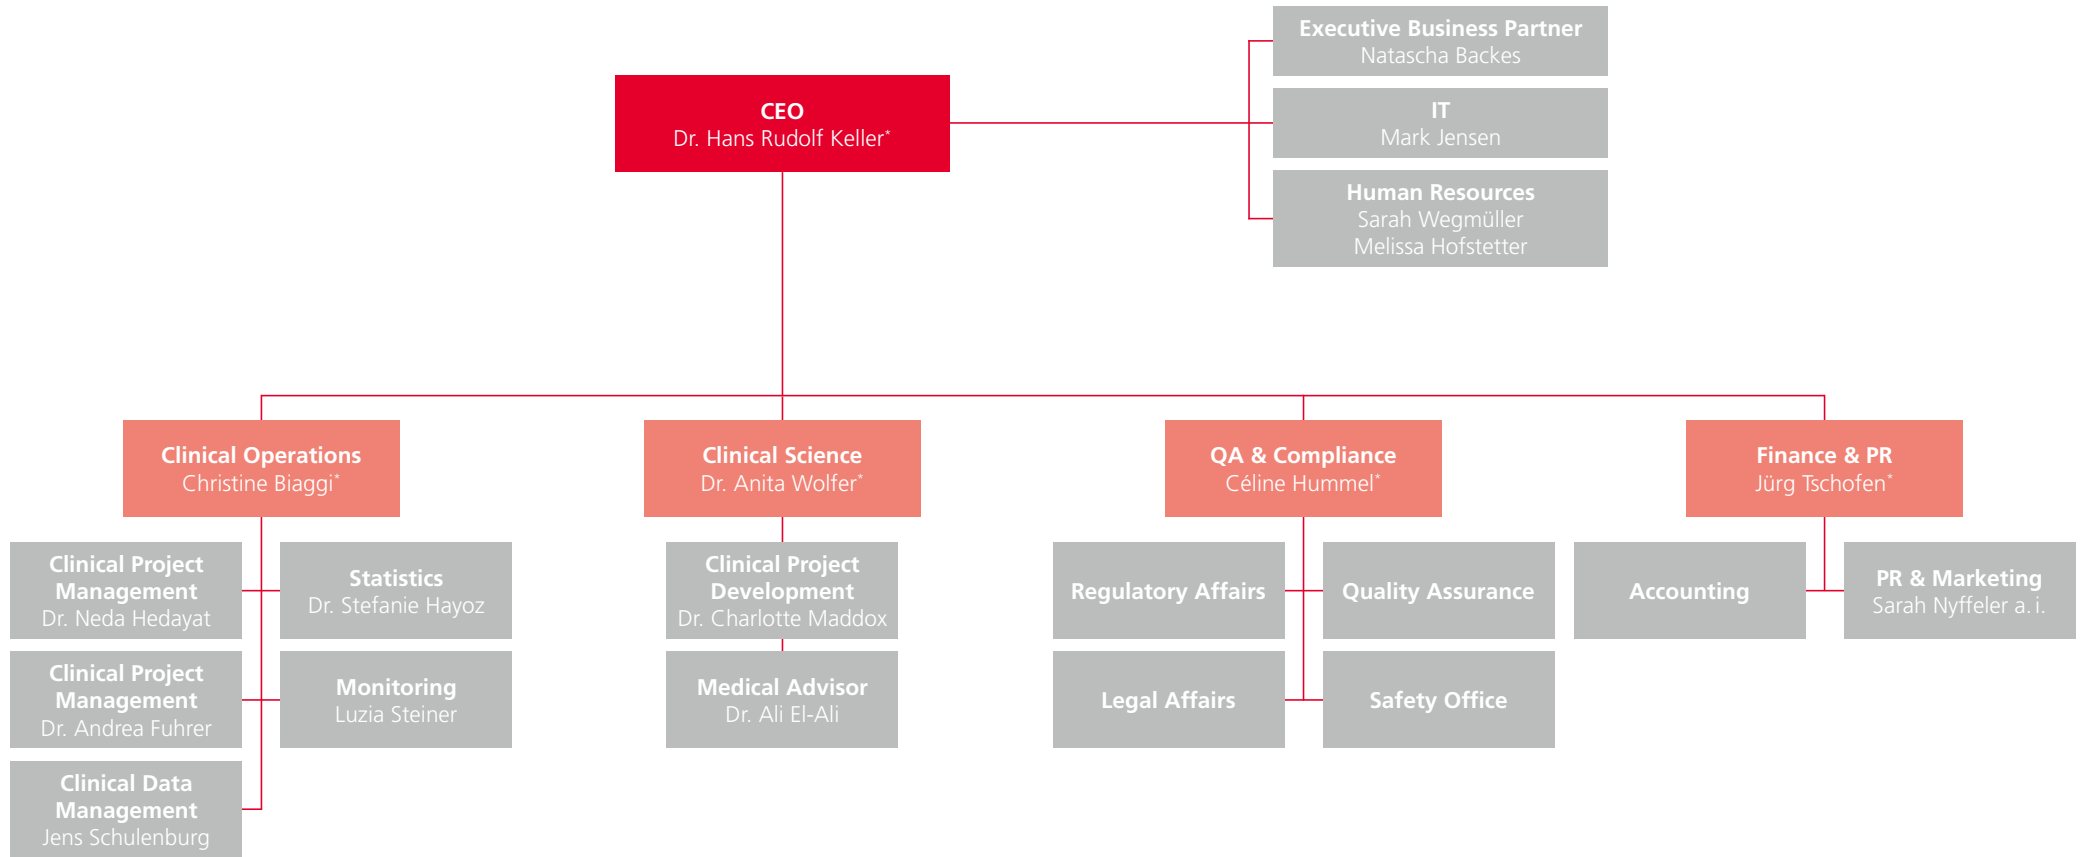 Executive Business Partner
Natascha Backes
CEO
Dr. Hans Rudolf Keller*
IT
Mark Jensen
Human Resources
Sarah Wegmüller
Melissa Hofstetter
Clinical Operations
Christine Biaggi*
Clinical Science
Dr. Anita Wolfer*
QA & Compliance
Céline Hummel*
Finance & PR
Jürg Tschofen*
Clinical Project
Management
Dr. Neda Hedayat
Statistics
Dr. Stefanie Hayoz
Clinical Project
Development
Dr. Charlotte Maddox
Regulatory Affairs
Quality Assurance
Accounting
PR & Marketing
Sarah Nyffeler a. i.
Clinical Project
Management
Dr. Andrea Fuhrer
Monitoring
Luzia Steiner
Medical Advisor
Dr. Ali El-Ali
Legal Affairs
Safety Office
Clinical Data
Management
Jens Schulenburg